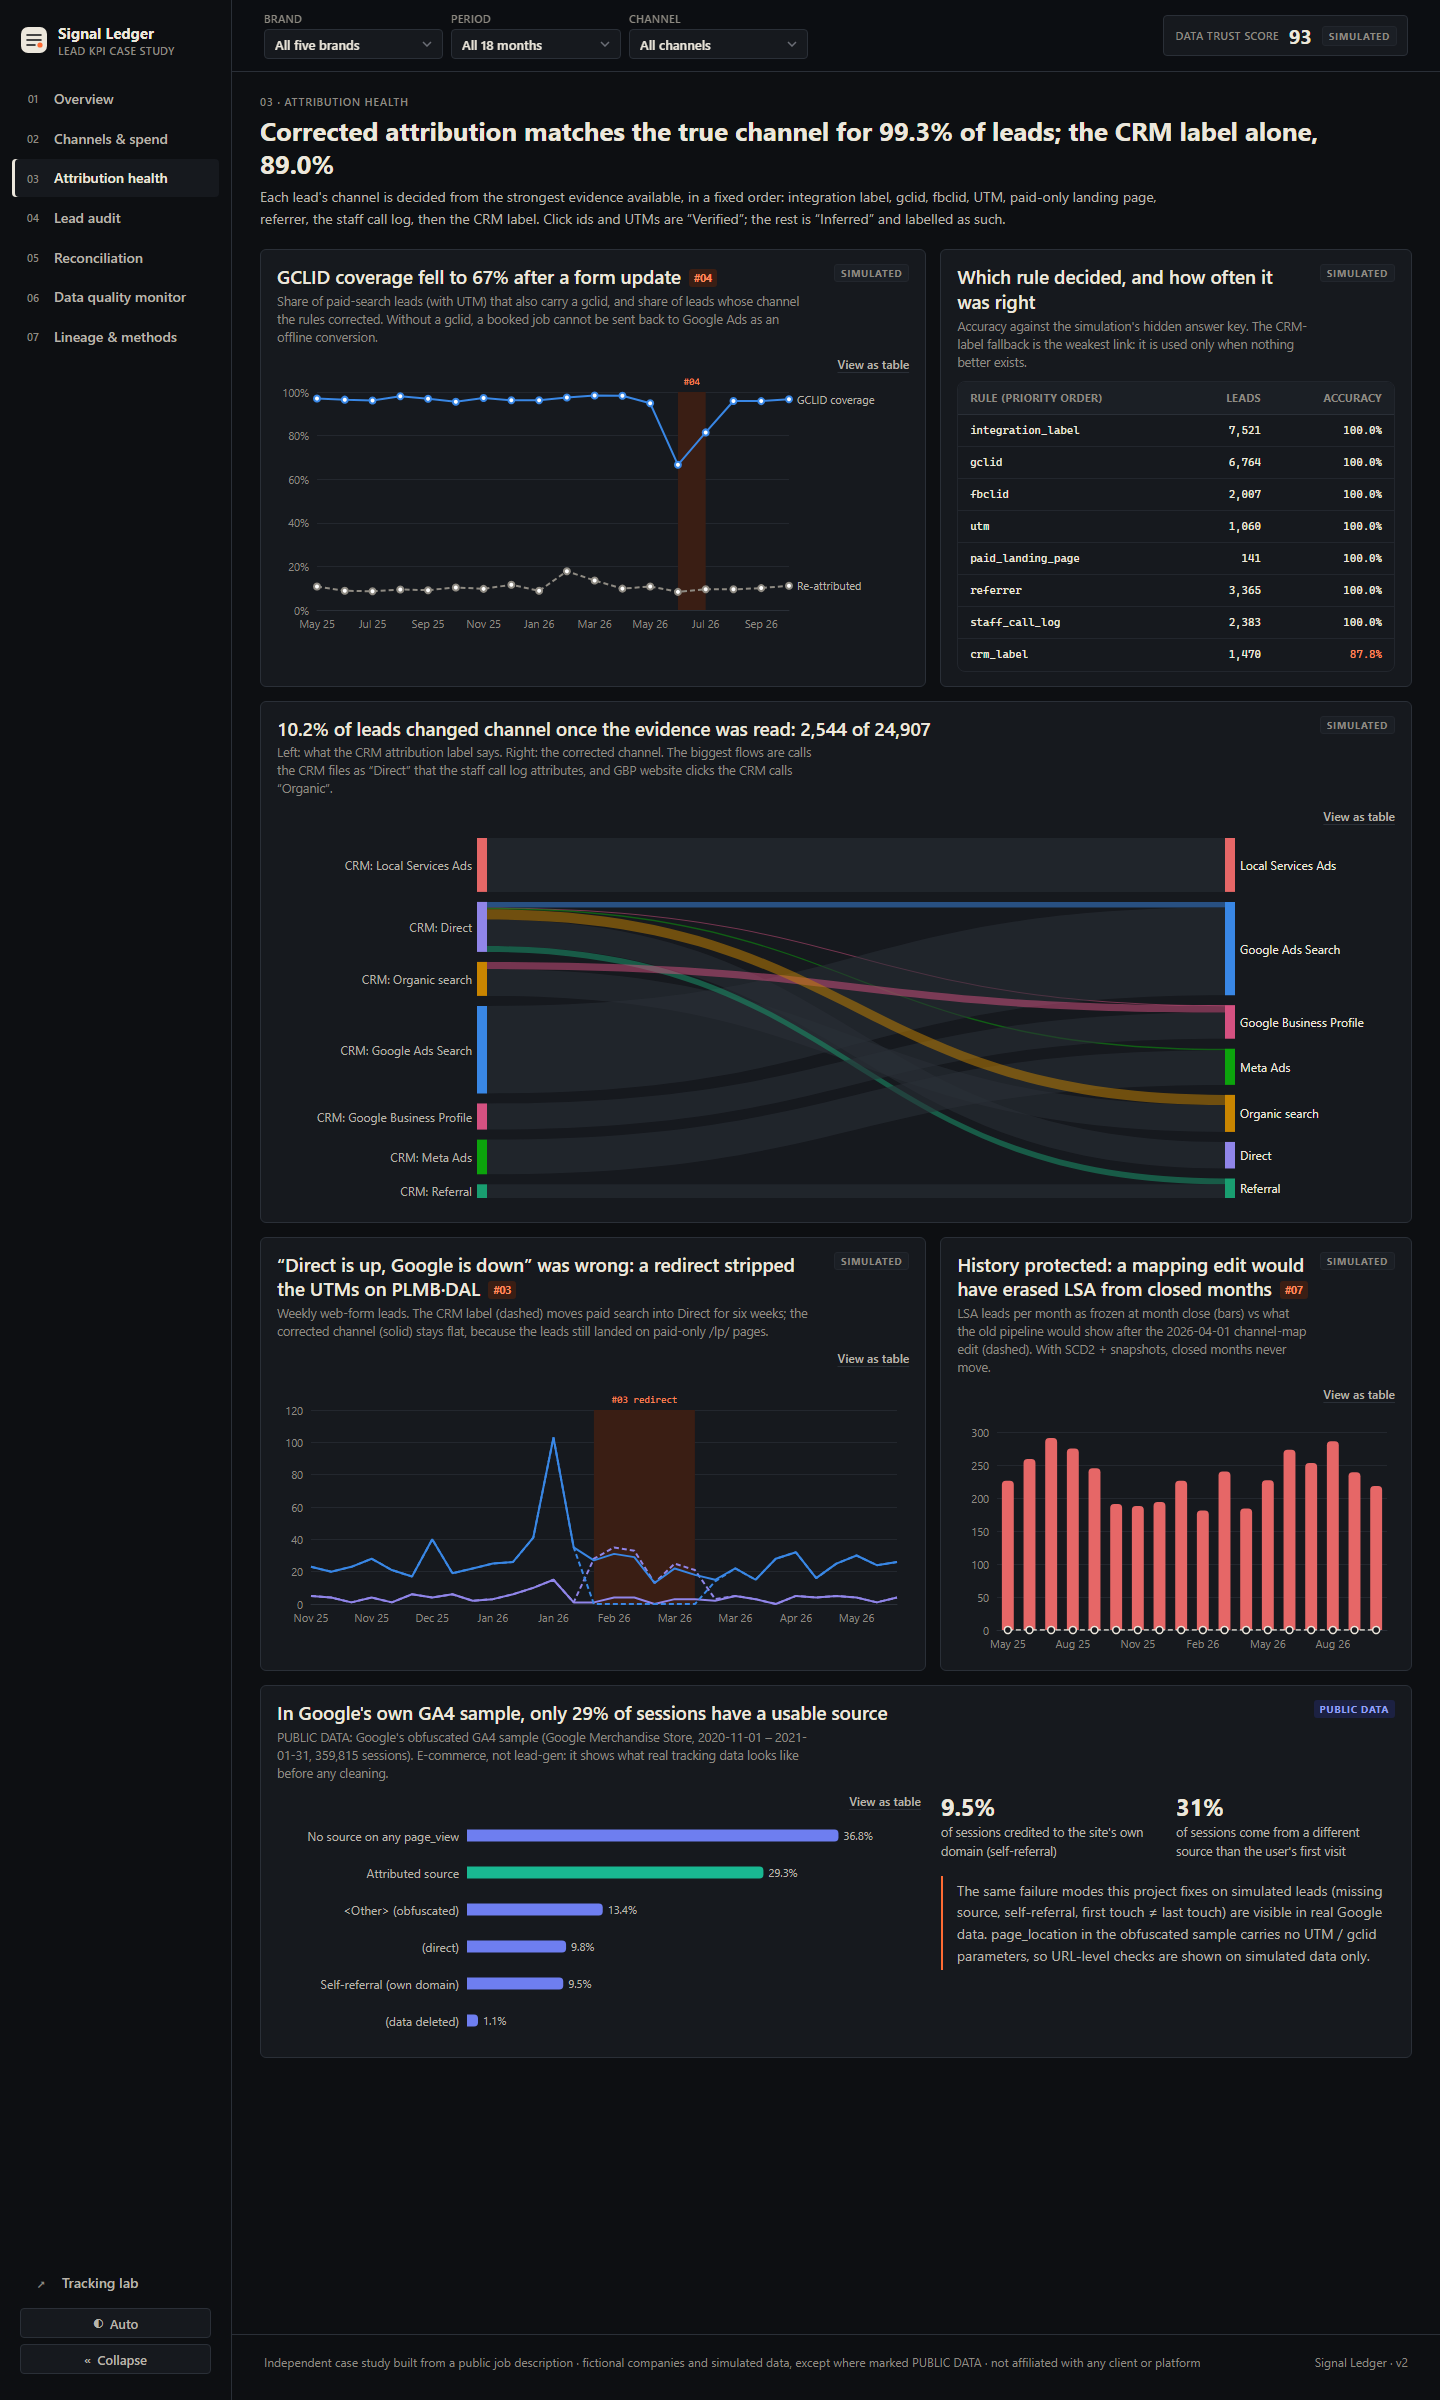 Signal Ledger
LEAD KPI CASE STUDY
01 Overview
02 Channels & spend
03 Attribution health
04 Lead audit
05 Reconciliation
06 Data quality monitor
07 Lineage & methods
↗ Tracking lab
Auto
« Collapse
BRAND
All five brands
PERIOD
All 18 months
CHANNEL
All channels
DATA TRUST SCORE 93 SIMULATED
03 · ATTRIBUTION HEALTH
Corrected attribution matches the true channel for 99.3% of leads; the CRM label alone,
89.0%
Each lead's channel is decided from the strongest evidence available, in a fixed order: integration label, gclid, fbclid, UTM, paid-only landing page,
referrer, the staff call log, then the CRM label. Click ids and UTMs are “Verified”; the rest is “Inferred” and labelled as such.
GCLID coverage fell to 67% after a form update #04
SIMULATED
Share of paid-search leads (with UTM) that also carry a gclid, and share of leads whose channel
the rules corrected. Without a gclid, a booked job cannot be sent back to Google Ads as an
offline conversion.
View as table
#04
100%
80%
60%
40%
20%
0%
GCLID coverage
Re-attributed
May 25 Jul 25 Sep 25 Nov 25 Jan 26 Mar 26 May 26 Jul 26 Sep 26
Which rule decided, and how often it
was right
SIMULATED
Accuracy against the simulation's hidden answer key. The CRM-
label fallback is the weakest link: it is used only when nothing
better exists.
RULE (PRIORITY ORDER) LEADS ACCURACY
integration_label 7,521 100.0%
gclid 6,764 100.0%
fbclid 2,007 100.0%
utm 1,060 100.0%
paid_landing_page 141 100.0%
referrer 3,365 100.0%
staff_call_log 2,383 100.0%
crm_label 1,470 87.8%
10.2% of leads changed channel once the evidence was read: 2,544 of 24,907
SIMULATED
Left: what the CRM attribution label says. Right: the corrected channel. The biggest flows are calls
the CRM files as “Direct” that the staff call log attributes, and GBP website clicks the CRM calls
“Organic”.
View as table
CRM: Local Services Ads
CRM: Direct
CRM: Organic search
CRM: Google Ads Search
CRM: Google Business Profile
CRM: Meta Ads
CRM: Referral
Local Services Ads
Google Ads Search
Google Business Profile
Meta Ads
Organic search
Direct
Referral
“Direct is up, Google is down” was wrong: a redirect stripped
the UTMs on PLMB·DAL #03
SIMULATED
Weekly web-form leads. The CRM label (dashed) moves paid search into Direct for six weeks; the
corrected channel (solid) stays flat, because the leads still landed on paid-only /lp/ pages.
View as table
#03 redirect
120
100
80
60
40
20
0
Nov 25 Nov 25 Dec 25 Jan 26 Jan 26 Feb 26 Mar 26 Mar 26 Apr 26 May 26
History protected: a mapping edit would
have erased LSA from closed months #07
SIMULATED
LSA leads per month as frozen at month close (bars) vs what
the old pipeline would show after the 2026-04-01 channel-map
edit (dashed). With SCD2 + snapshots, closed months never
move.
View as table
300
250
200
150
100
50
0
May 25 Aug 25 Nov 25 Feb 26 May 26 Aug 26
In Google's own GA4 sample, only 29% of sessions have a usable source
PUBLIC DATA
PUBLIC DATA: Google's obfuscated GA4 sample (Google Merchandise Store, 2020-11-01 – 2021-
01-31, 359,815 sessions). E-commerce, not lead-gen: it shows what real tracking data looks like
before any cleaning.
View as table
No source on any page_view 36.8%
Attributed source 29.3%
<Other> (obfuscated) 13.4%
(direct) 9.8%
Self-referral (own domain) 9.5%
(data deleted) 1.1%
9.5%
of sessions credited to the site's own
domain (self-referral)
31%
of sessions come from a different
source than the user's first visit
The same failure modes this project fixes on simulated leads (missing
source, self-referral, first touch ≠ last touch) are visible in real Google
data. page_location in the obfuscated sample carries no UTM / gclid
parameters, so URL-level checks are shown on simulated data only.
Independent case study built from a public job description · fictional companies and simulated data, except where marked PUBLIC DATA · not affiliated with any client or platform
Signal Ledger · v2